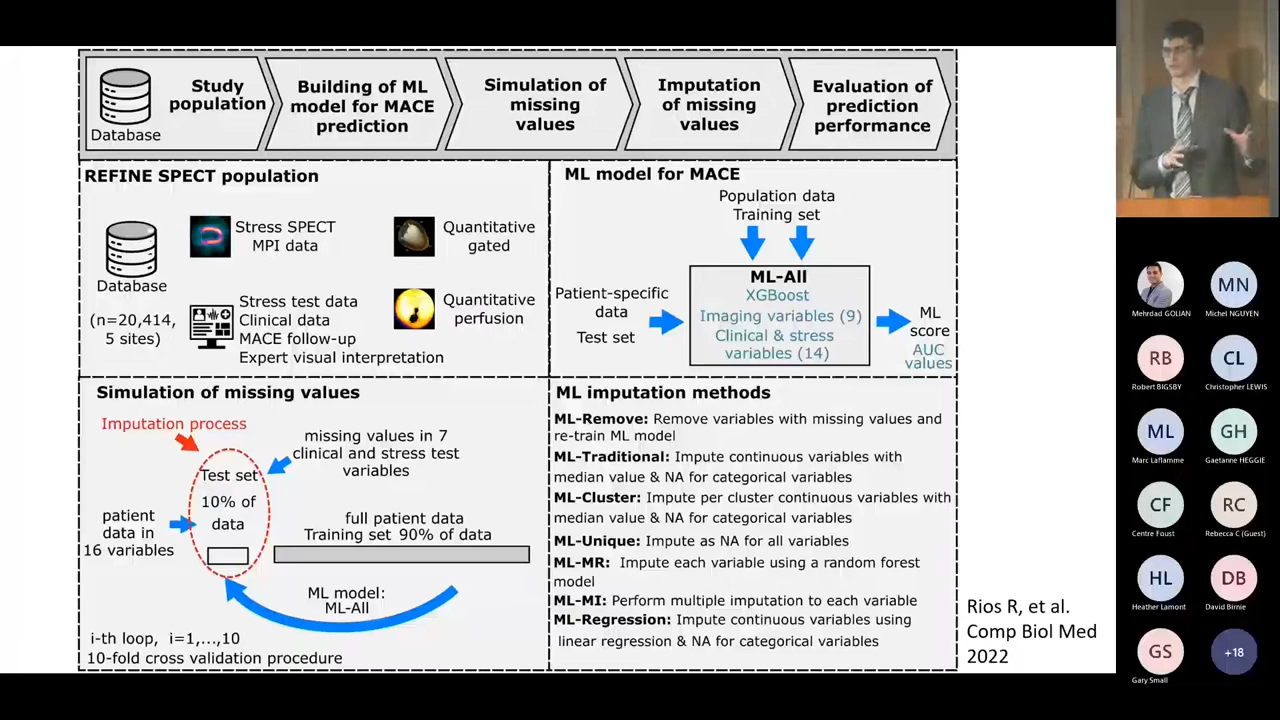 Database
Study
population
Building of ML
model for MACE
prediction
Simulation of
missing
values
Imputation
of missing
values
Evaluation of
prediction
performance
REFINE SPECT population
Database
(n=20,414,
5 sites)
Stress SPECT
MPI data
Quantitative
gated
Stress test data
Clinical data
MACE follow-up
Expert visual interpretation
Quantitative
perfusion
ML model for MACE
Population data
Training set
Patient-specific
data
Test set
ML-All
XGBoost
Imaging variables (9)
Clinical & stress
variables (14)
ML
score
AUC
values
Simulation of missing values
Imputation process
missing values in 7
clinical and stress test
variables
Test set
10% of
data
patient
data in
16 variables
full patient data
Training set 90% of data
ML model:
ML-All
i-th loop, i=1,...,10
10-fold cross validation procedure
ML imputation methods
ML-Remove: Remove variables with missing values and
re-train ML model
ML-Traditional: Impute continuous variables with
median value & NA for categorical variables
ML-Cluster: Impute per cluster continuous variables with
median value & NA for categorical variables
ML-Unique: Impute as NA for all variables
ML-MR: Impute each variable using a random forest
model
ML-MI: Perform multiple imputation to each variable
ML-Regression: Impute continuous variables using
linear regression & NA for categorical variables
Rios R, et al.
Comp Biol Med
2022
Mehrdad GOLIAN
MN
Michel NGUYEN
RB
Robert BIGSBY
CL
Christopher LEWIS
ML
Marc Laflamme
GH
Gaetanne HEGGIE
CF
Centre Foust
RC
Rebecca C (Guest)
HL
Heather Lamont
DB
David Birnie
GS
Gary Small
+18